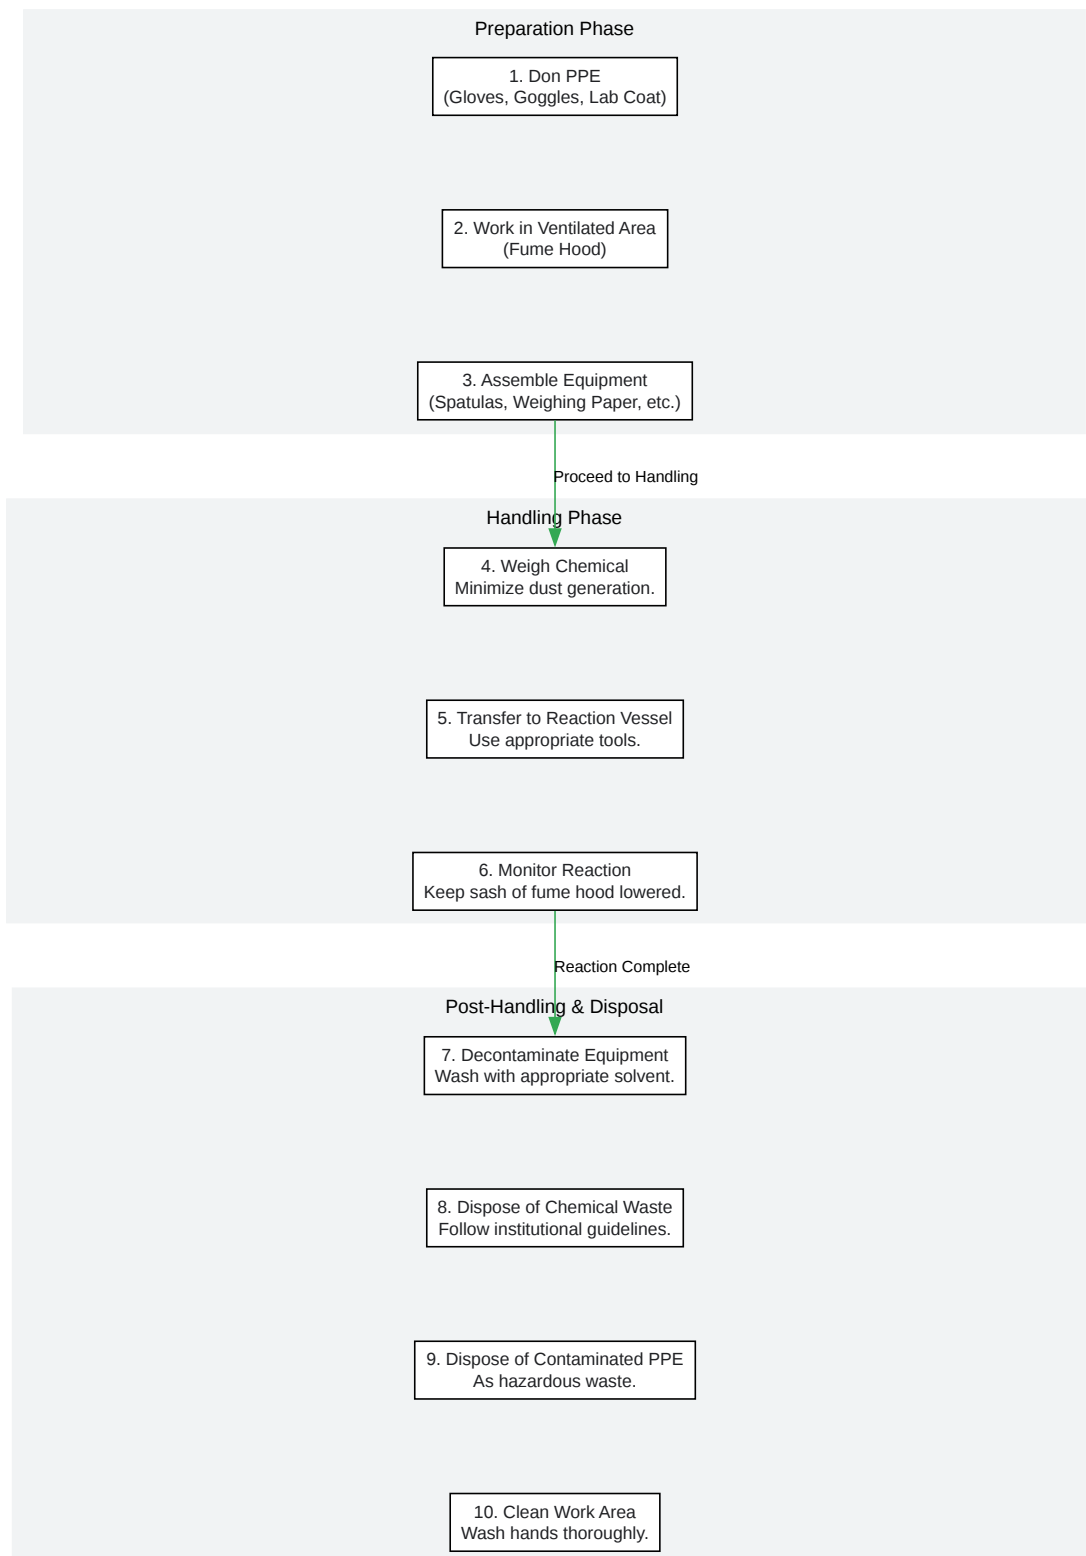 Preparation Phase
1. Don PPE
(Gloves, Goggles, Lab Coat)
2. Work in Ventilated Area
(Fume Hood)
3. Assemble Equipment
(Spatulas, Weighing Paper, etc.)
Proceed to Handling
Handling Phase
4. Weigh Chemical
Minimize dust generation.
5. Transfer to Reaction Vessel
Use appropriate tools.
6. Monitor Reaction
Keep sash of fume hood lowered.
Reaction Complete
Post-Handling & Disposal
7. Decontaminate Equipment
Wash with appropriate solvent.
8. Dispose of Chemical Waste
Follow institutional guidelines.
9. Dispose of Contaminated PPE
As hazardous waste.
10. Clean Work Area
Wash hands thoroughly.